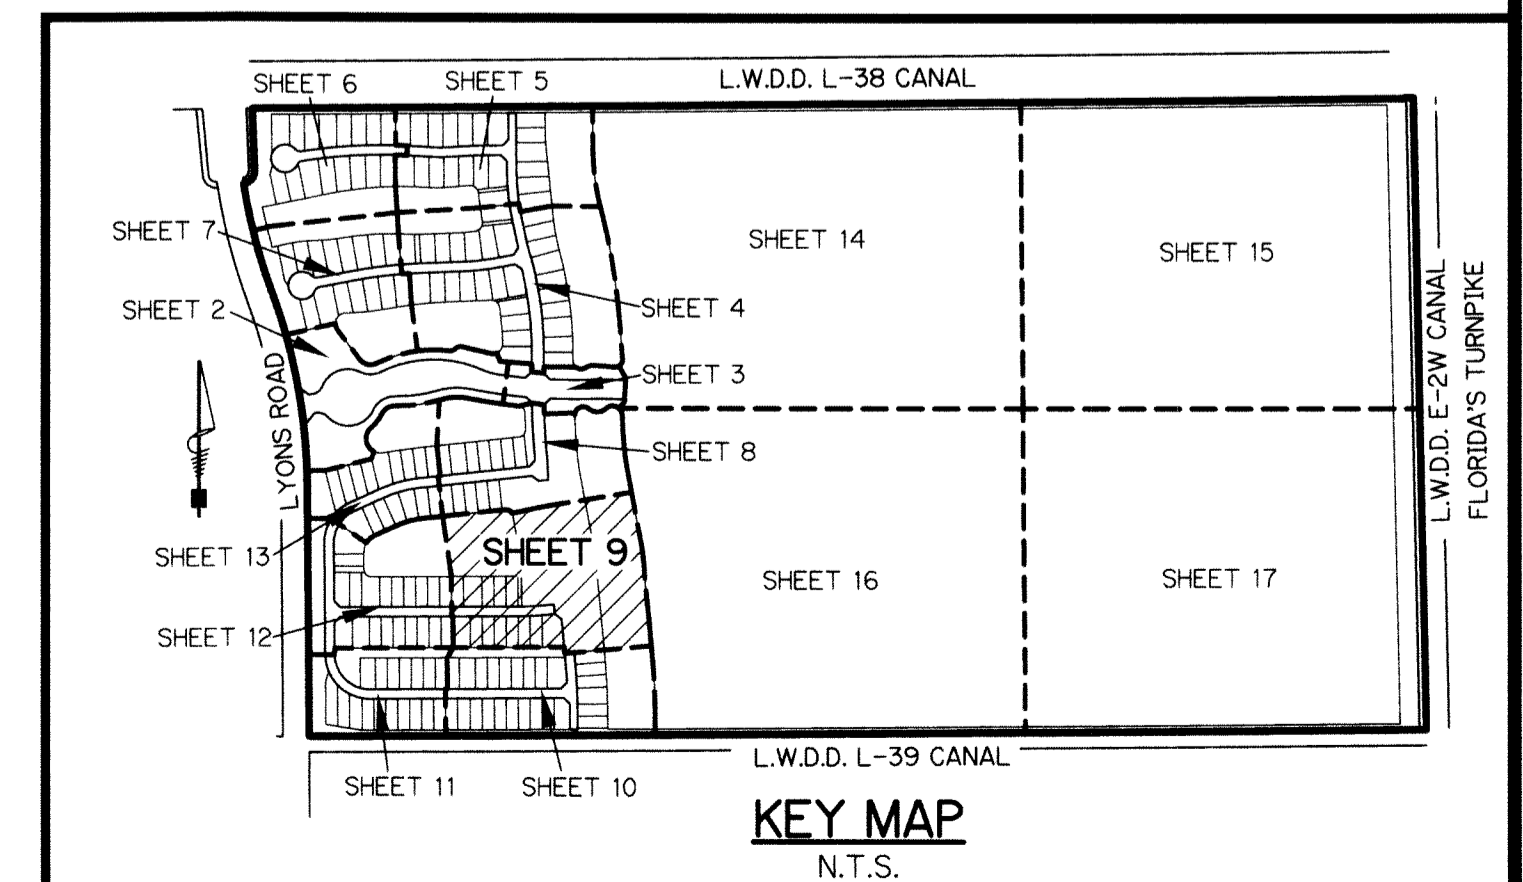 L.W.D.D. L-38 CANAL
SHEET 6
SHEET 5
SHEET 7
SHEET 14
SHEET 15
SHEET 2
SHEET 4
SHEET 3
LYONS ROAD
L.W.D.D. E-2W CANAL
FLORIDA'S TURNPIKE
SHEET 8
SHEET 13
SHEET 9
SHEET 16
SHEET 17
SHEET 12
L.W.D.D. L-39 CANAL
SHEET 11
SHEET 10
KEY MAP
N.T.S.